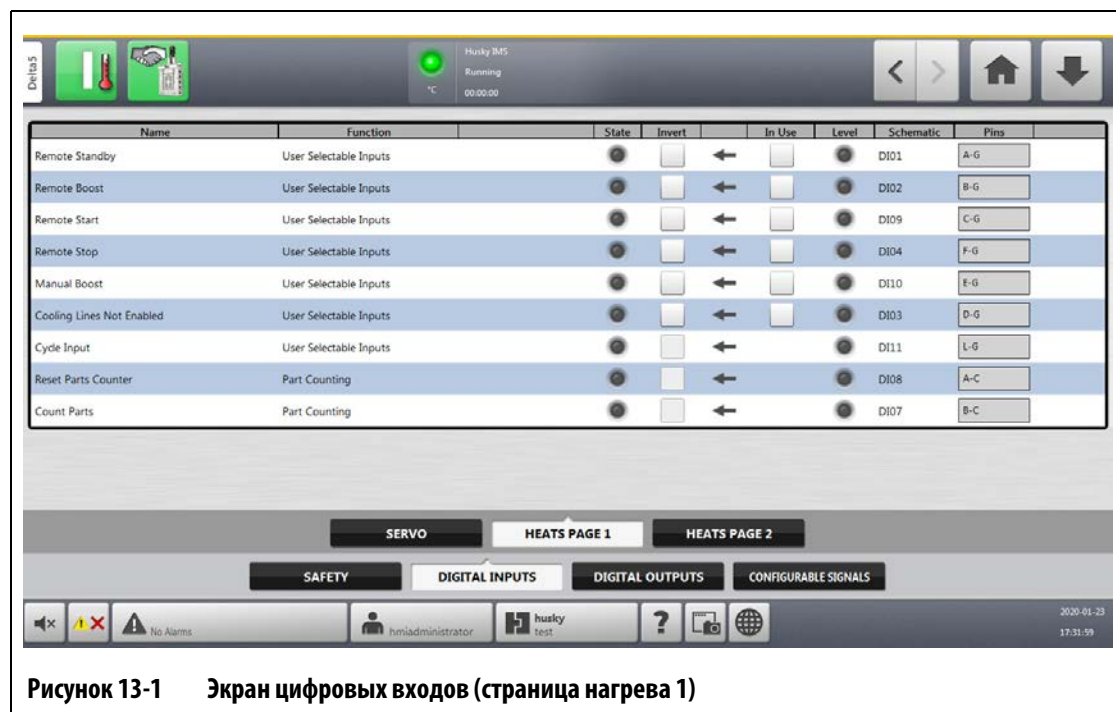 Delta5
Husky IMS
Running
°C 00:00:00
Name Function State Invert In Use Level Schematic Pins
Remote Standby User Selectable Inputs DI01 A-G
Remote Boost User Selectable Inputs DI02 B-G
Remote Start User Selectable Inputs DI09 C-G
Remote Stop User Selectable Inputs DI04 F-G
Manual Boost User Selectable Inputs DI10 E-G
Cooling Lines Not Enabled User Selectable Inputs DI03 D-G
Cycle Input User Selectable Inputs DI11 L-G
Reset Parts Counter Part Counting DI08 A-C
Count Parts Part Counting DI07 B-C
SERVO HEATS PAGE 1 HEATS PAGE 2
SAFETY DIGITAL INPUTS DIGITAL OUTPUTS CONFIGURABLE SIGNALS
No Alarms hmiadministrator husky ? 2020-01-23
test 17:31:59
Рисунок 13-1 Экран цифровых входов (страница нагрева 1)